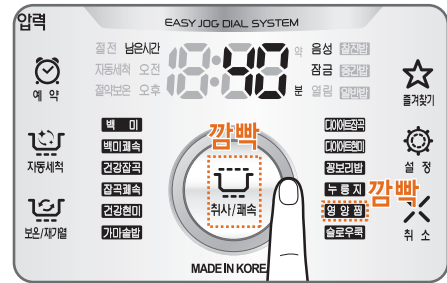 압력
EASY JOG DIAL SYSTEM
절전 남은시간
자동세척 오전
절약보온 오후
18:40
약
분
음성 찰진밥
잠금 중간밥
열림 일반밥
예 약
자동세척
보온/재가열
즐겨찾기
설 정
취 소
백 미
백미쾌속
건강잡곡
잡곡쾌속
건강현미
가마솥밥
깜빡
취사/쾌속
다이어트잡곡
다이어트현미
콩보리밥
누룽지
영양찜
슬로우쿡
깜빡
MADE IN KORE